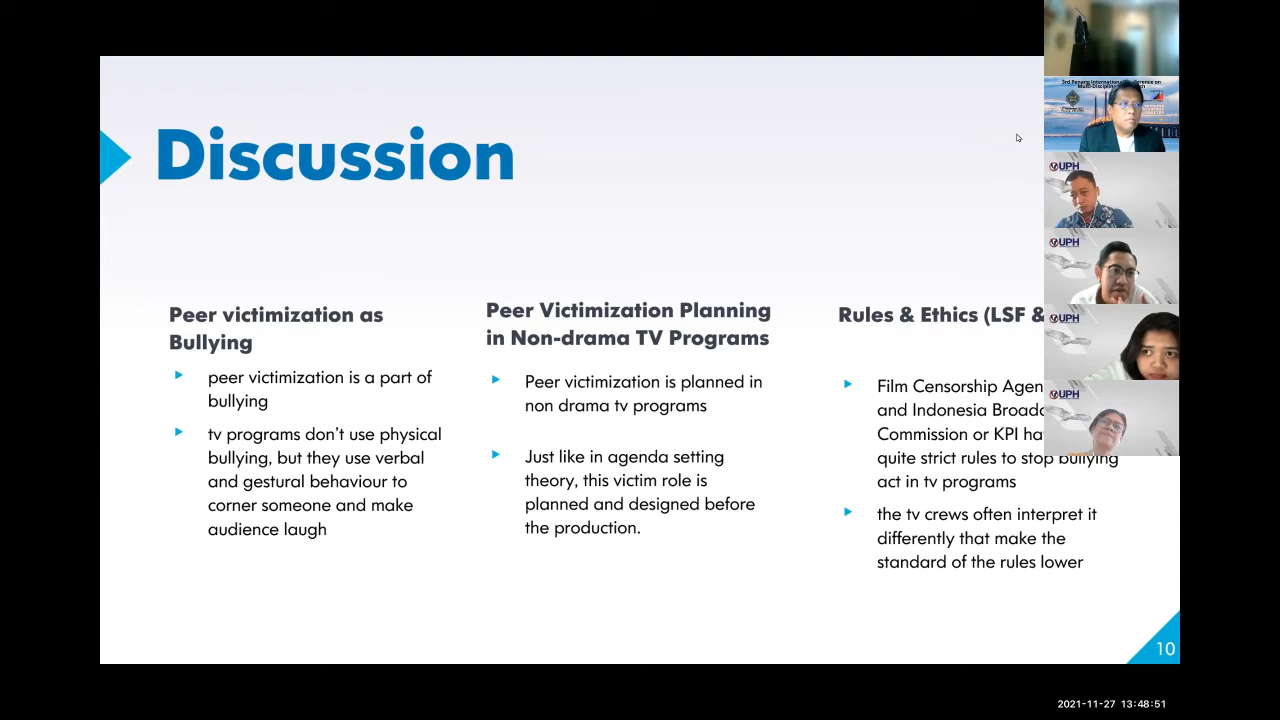 Discussion
Peer victimization as
Bullying
peer victimization is a part of
bullying
tv programs don't use physical
bullying, but they use verbal
and gestural behaviour to
corner someone and make
audience laugh
Peer Victimization Planning
in Non-drama TV Programs
Peer victimization is planned in
non drama tv programs
Just like in agenda setting
theory, this victim role is
planned and designed before
the production.
Rules & Ethics (LSF &
Film Censorship
and Indonesia
Commission or KPI
quite strict rules to stop bullying
act in tv programs
the tv crews often interpret it
differently that make the
standard of the rules lower
10
3rd Penang International Conference on
UPH
UPH
UPH
UPH
2021-11-27 13:48:51